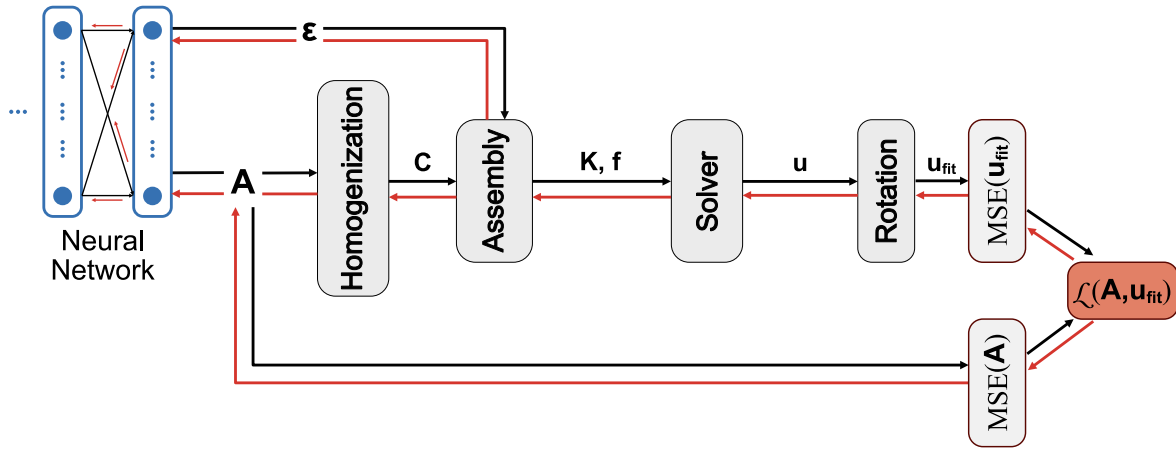 ε
A
Homogenization
C
Assembly
K, f
Solver
u
Rotation
u_fit
MSE(u_fit)
ℒ(A,u_fit)
MSE(A)
Neural
Network
...